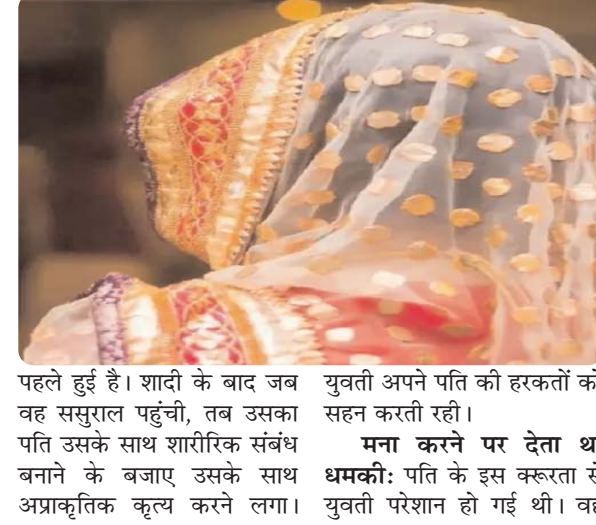 पहले हुई है। शादी के बाद जब
वह ससुराल पहुंची, तब उसका
पति उसके साथ शारीरिक संबंध
बनाने के बजाए उसके साथ
अप्राकृतिक कृत्य करने लगा।
युवती अपने पति की हरकतों को
सहन करती रही।
मना करने पर देता था
धमकीः पति के इस क्रूरता से
युवती परेशान हो गई थी। वह